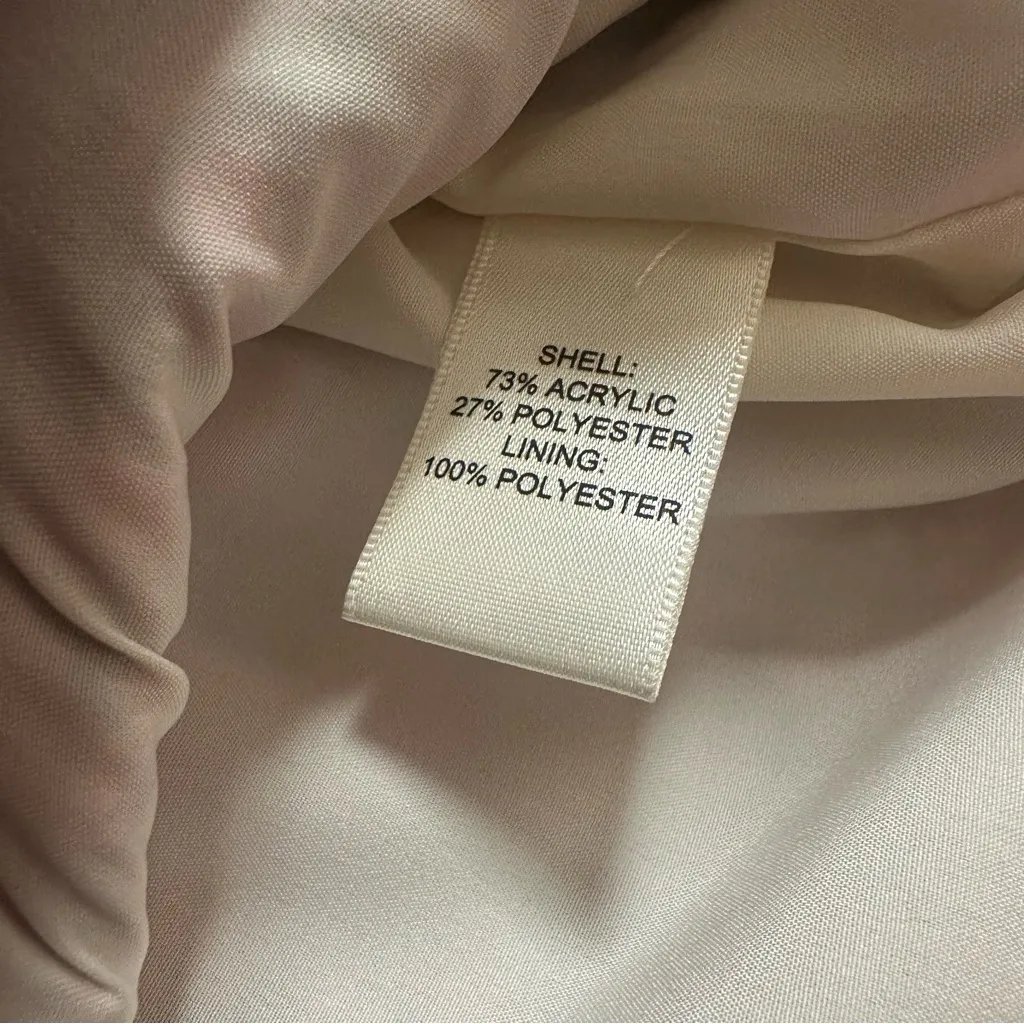 SHELL:
73% ACRYLIC
27% POLYESTER
LINING:
100% POLYESTER